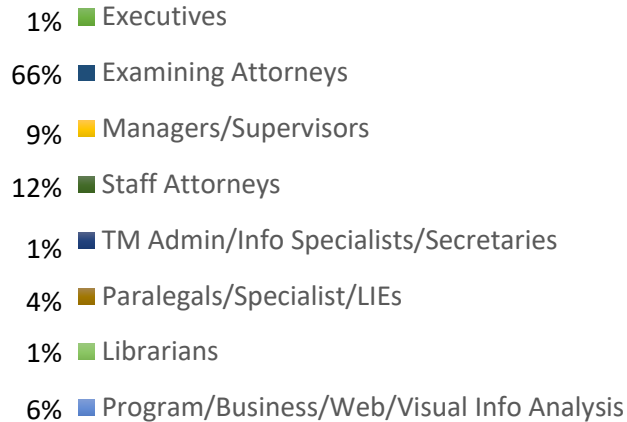 1% Executives
66% Examining Attorneys
9% Managers/Supervisors
12% Staff Attorneys
1% TM Admin/Info Specialists/Secretaries
4% Paralegals/Specialist/LIEs
1% Librarians
6% Program/Business/Web/Visual Info Analysis